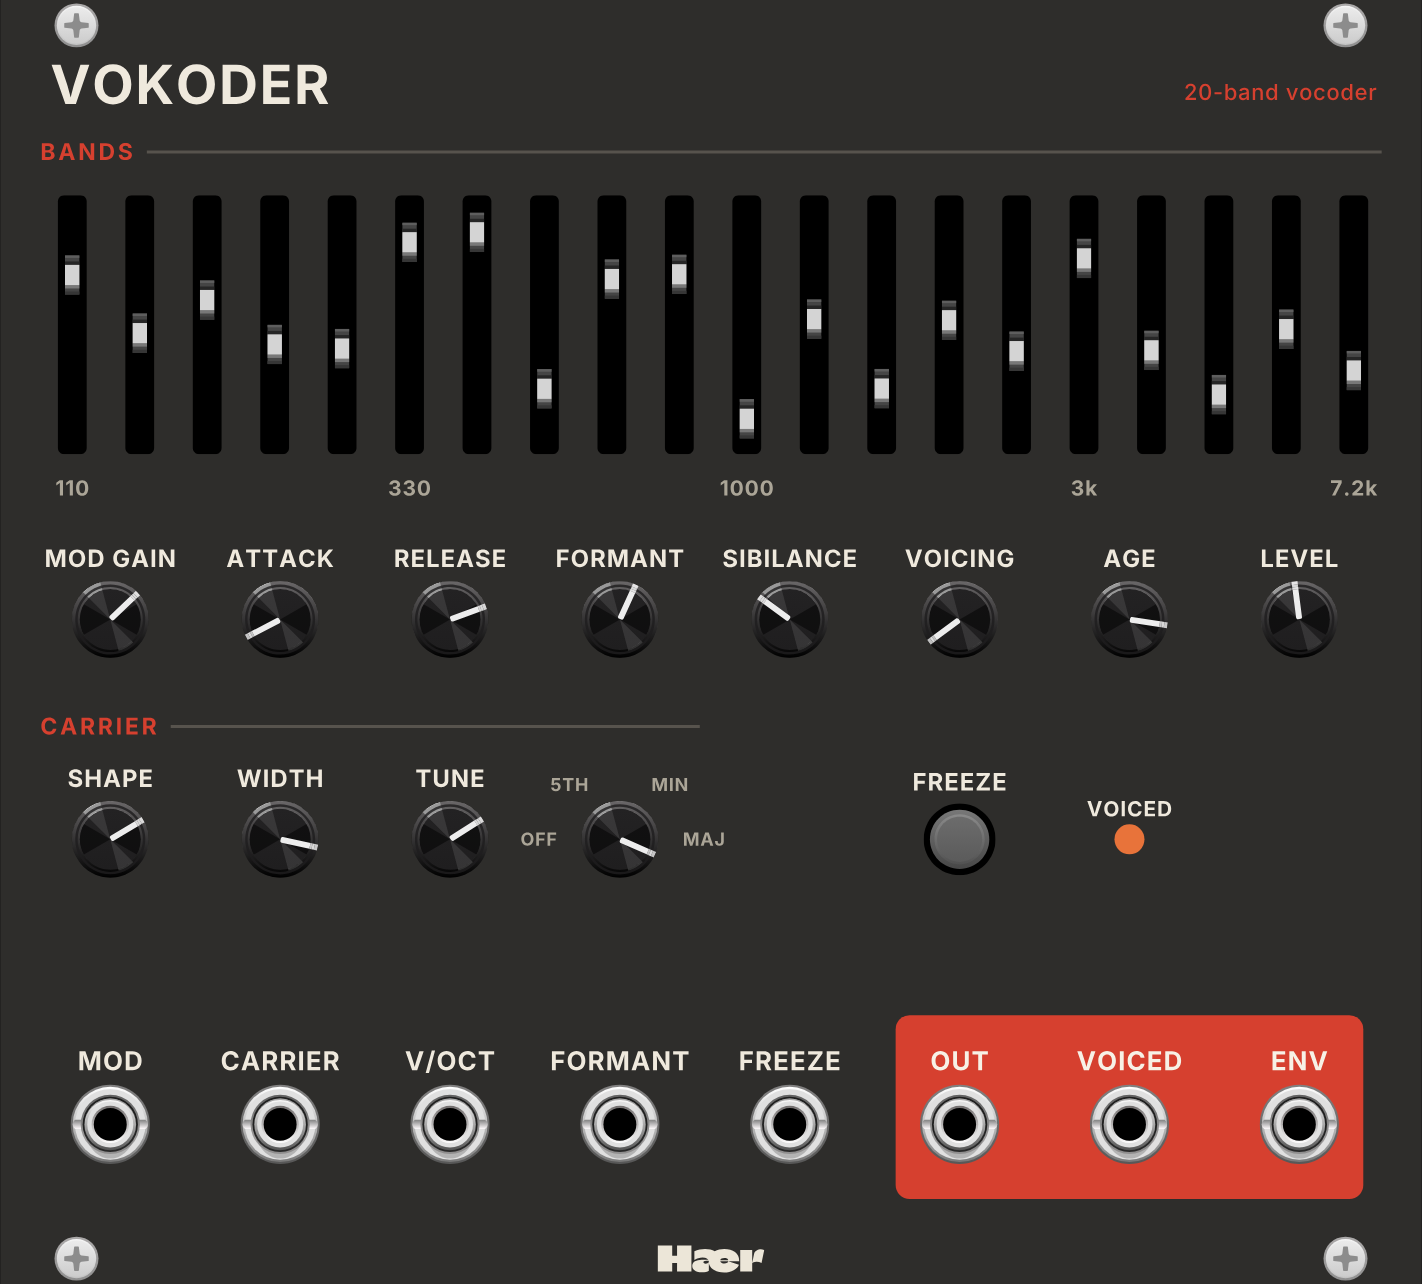 VOKODER
20-band vocoder
BANDS
110 330 1000 3k 7.2k
MOD GAIN ATTACK RELEASE FORMANT SIBILANCE VOICING AGE LEVEL
CARRIER
SHAPE WIDTH TUNE 5TH MIN FREEZE
OFF MAJ VOICED
MOD CARRIER V/OCT FORMANT FREEZE OUT VOICED ENV
Hær